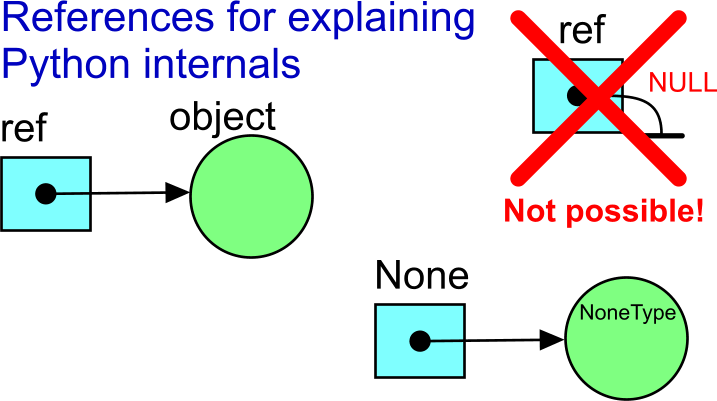 References for explaining
Python internals
ref
NULL
Not possible!
ref
object
None
NoneType